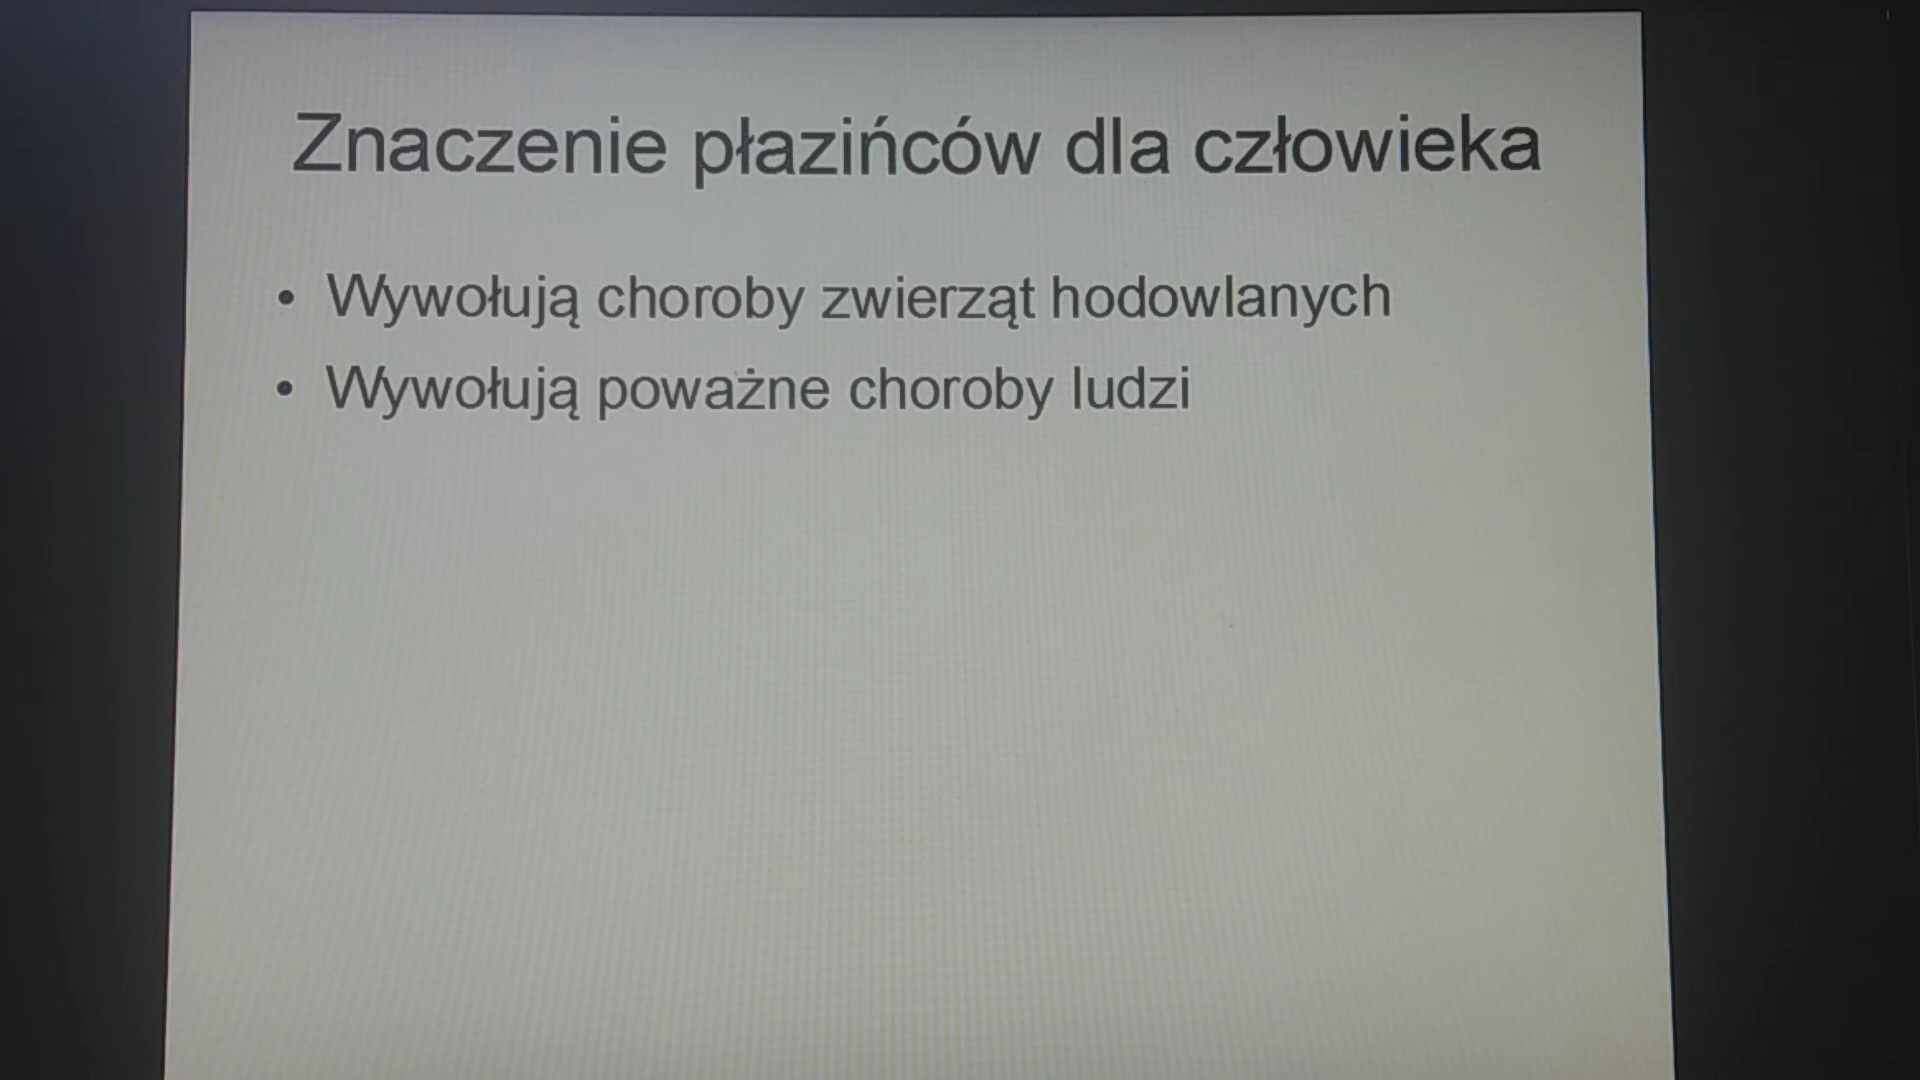 Znaczenie płazińców dla człowieka
• Wywołują choroby zwierząt hodowlanych
• Wywołują poważne choroby ludzi